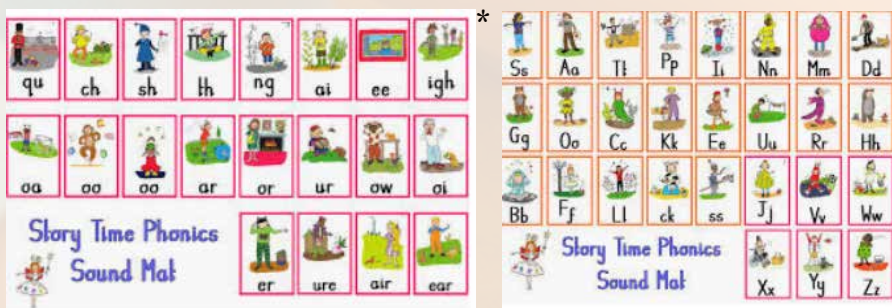 qu ch sh th ng ai ee igh
oa oo oo ar or ur ow oi
Story Time Phonics
Sound Mat
er ure air ear
*
Ss Aa Tt Pp Ii Nn Mm Dd
Gg Oo Cc Kk Ee Uu Rr Hh
Bb Ff Ll ck ss Jj Vv Ww
Story Time Phonics
Sound Mat
Xx Yy Zz